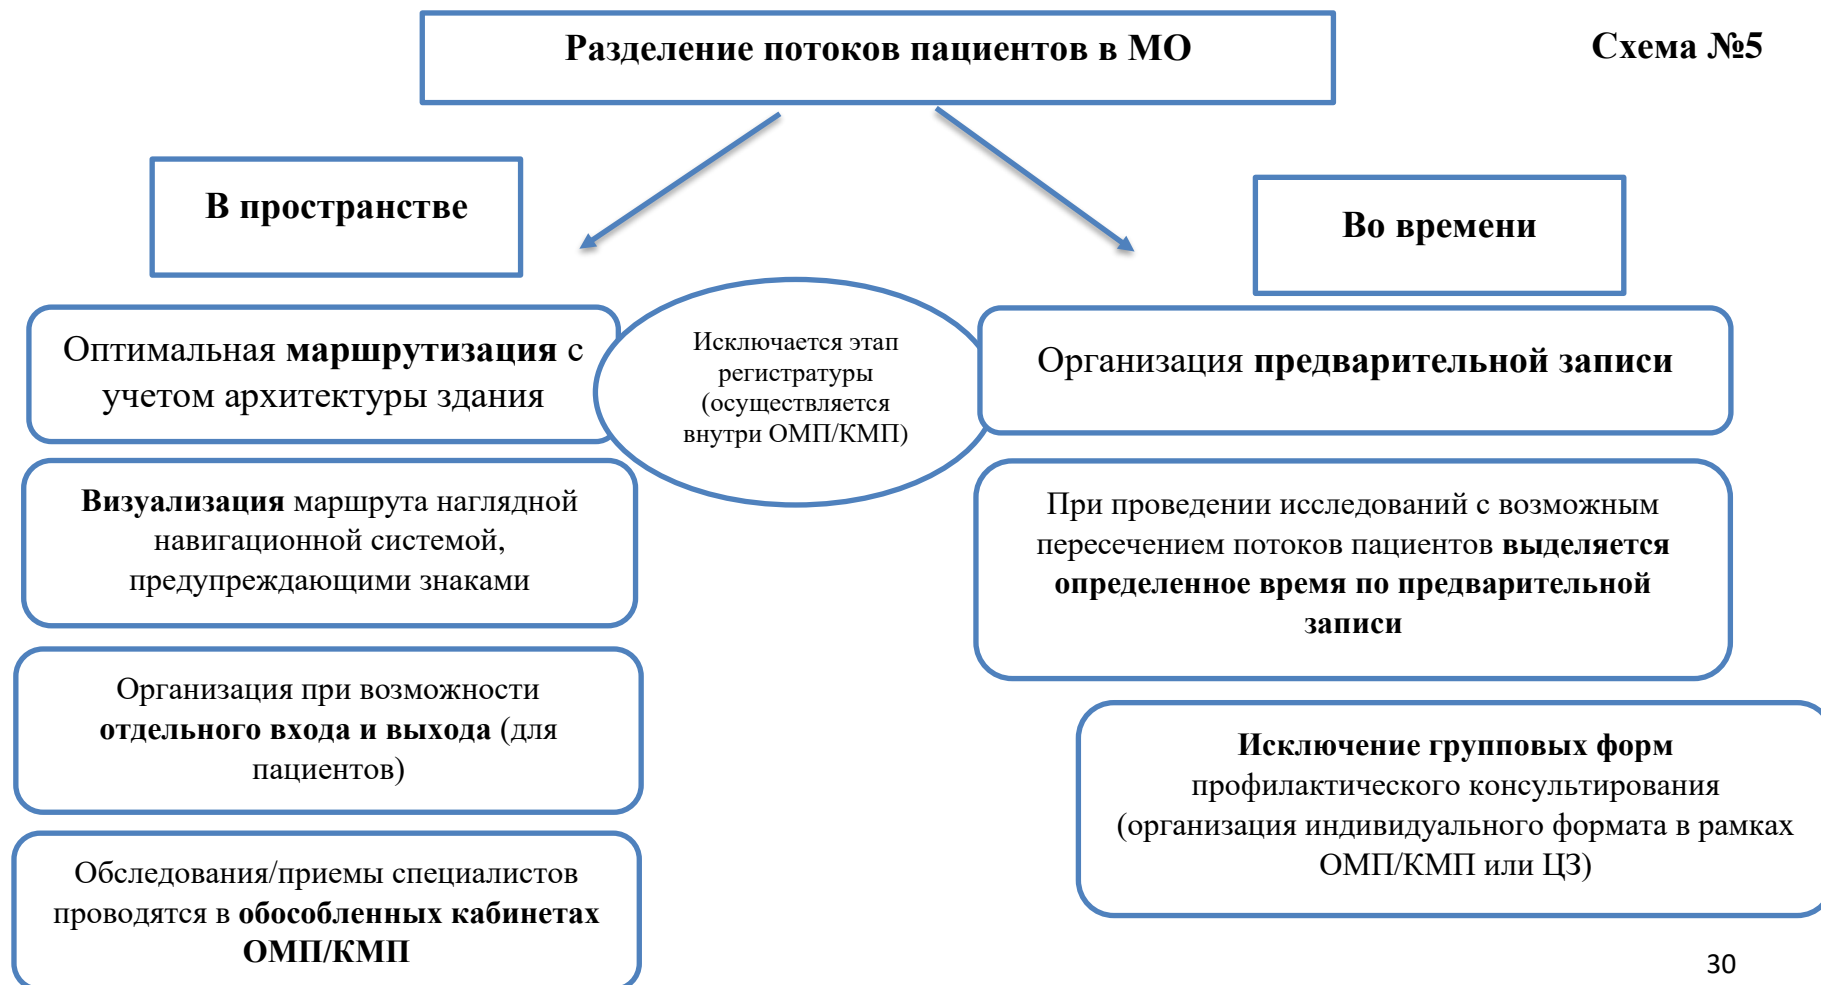 Разделение потоков пациентов в МО
Схема №5
В пространстве
Во времени
Оптимальная маршрутизация с
учетом архитектуры здания
Визуализация маршрута наглядной
навигационной системой,
предупреждающими знаками
Организация при возможности
отдельного входа и выхода (для
пациентов)
Обследования/приемы специалистов
проводятся в обособленных кабинетах
ОМП/КМП
Исключается этап
регистратуры
(осуществляется
внутри ОМП/КМП)
Организация предварительной записи
При проведении исследований с возможным
пересечением потоков пациентов выделяется
определенное время по предварительной
записи
Исключение групповых форм
профилактического консультирования
(организация индивидуального формата в рамках
ОМП/КМП или ЦЗ)
30